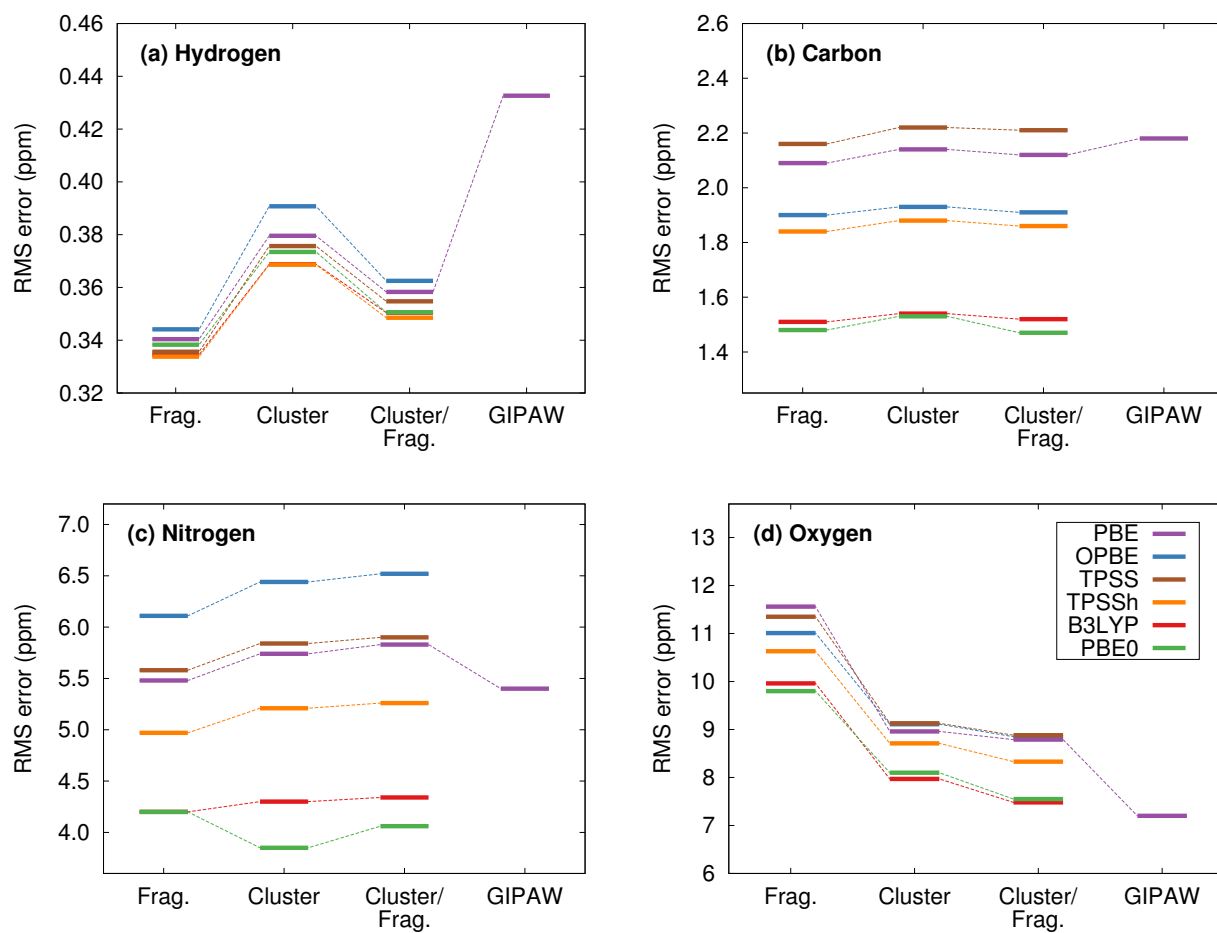 (a) Hydrogen
RMS error (ppm)
0.46
0.44
0.42
0.40
0.38
0.36
0.34
0.32
Frag.
Cluster
Cluster/
Frag.
GIPAW
(b) Carbon
RMS error (ppm)
2.6
2.4
2.2
2.0
1.8
1.6
1.4
Frag.
Cluster
Cluster/
Frag.
GIPAW
(c) Nitrogen
RMS error (ppm)
7.0
6.5
6.0
5.5
5.0
4.5
4.0
Frag.
Cluster
Cluster/
Frag.
GIPAW
(d) Oxygen
RMS error (ppm)
13
12
11
10
9
8
7
6
Frag.
Cluster
Cluster/
Frag.
GIPAW
PBE
OPBE
TPSS
TPSSh
B3LYP
PBE0